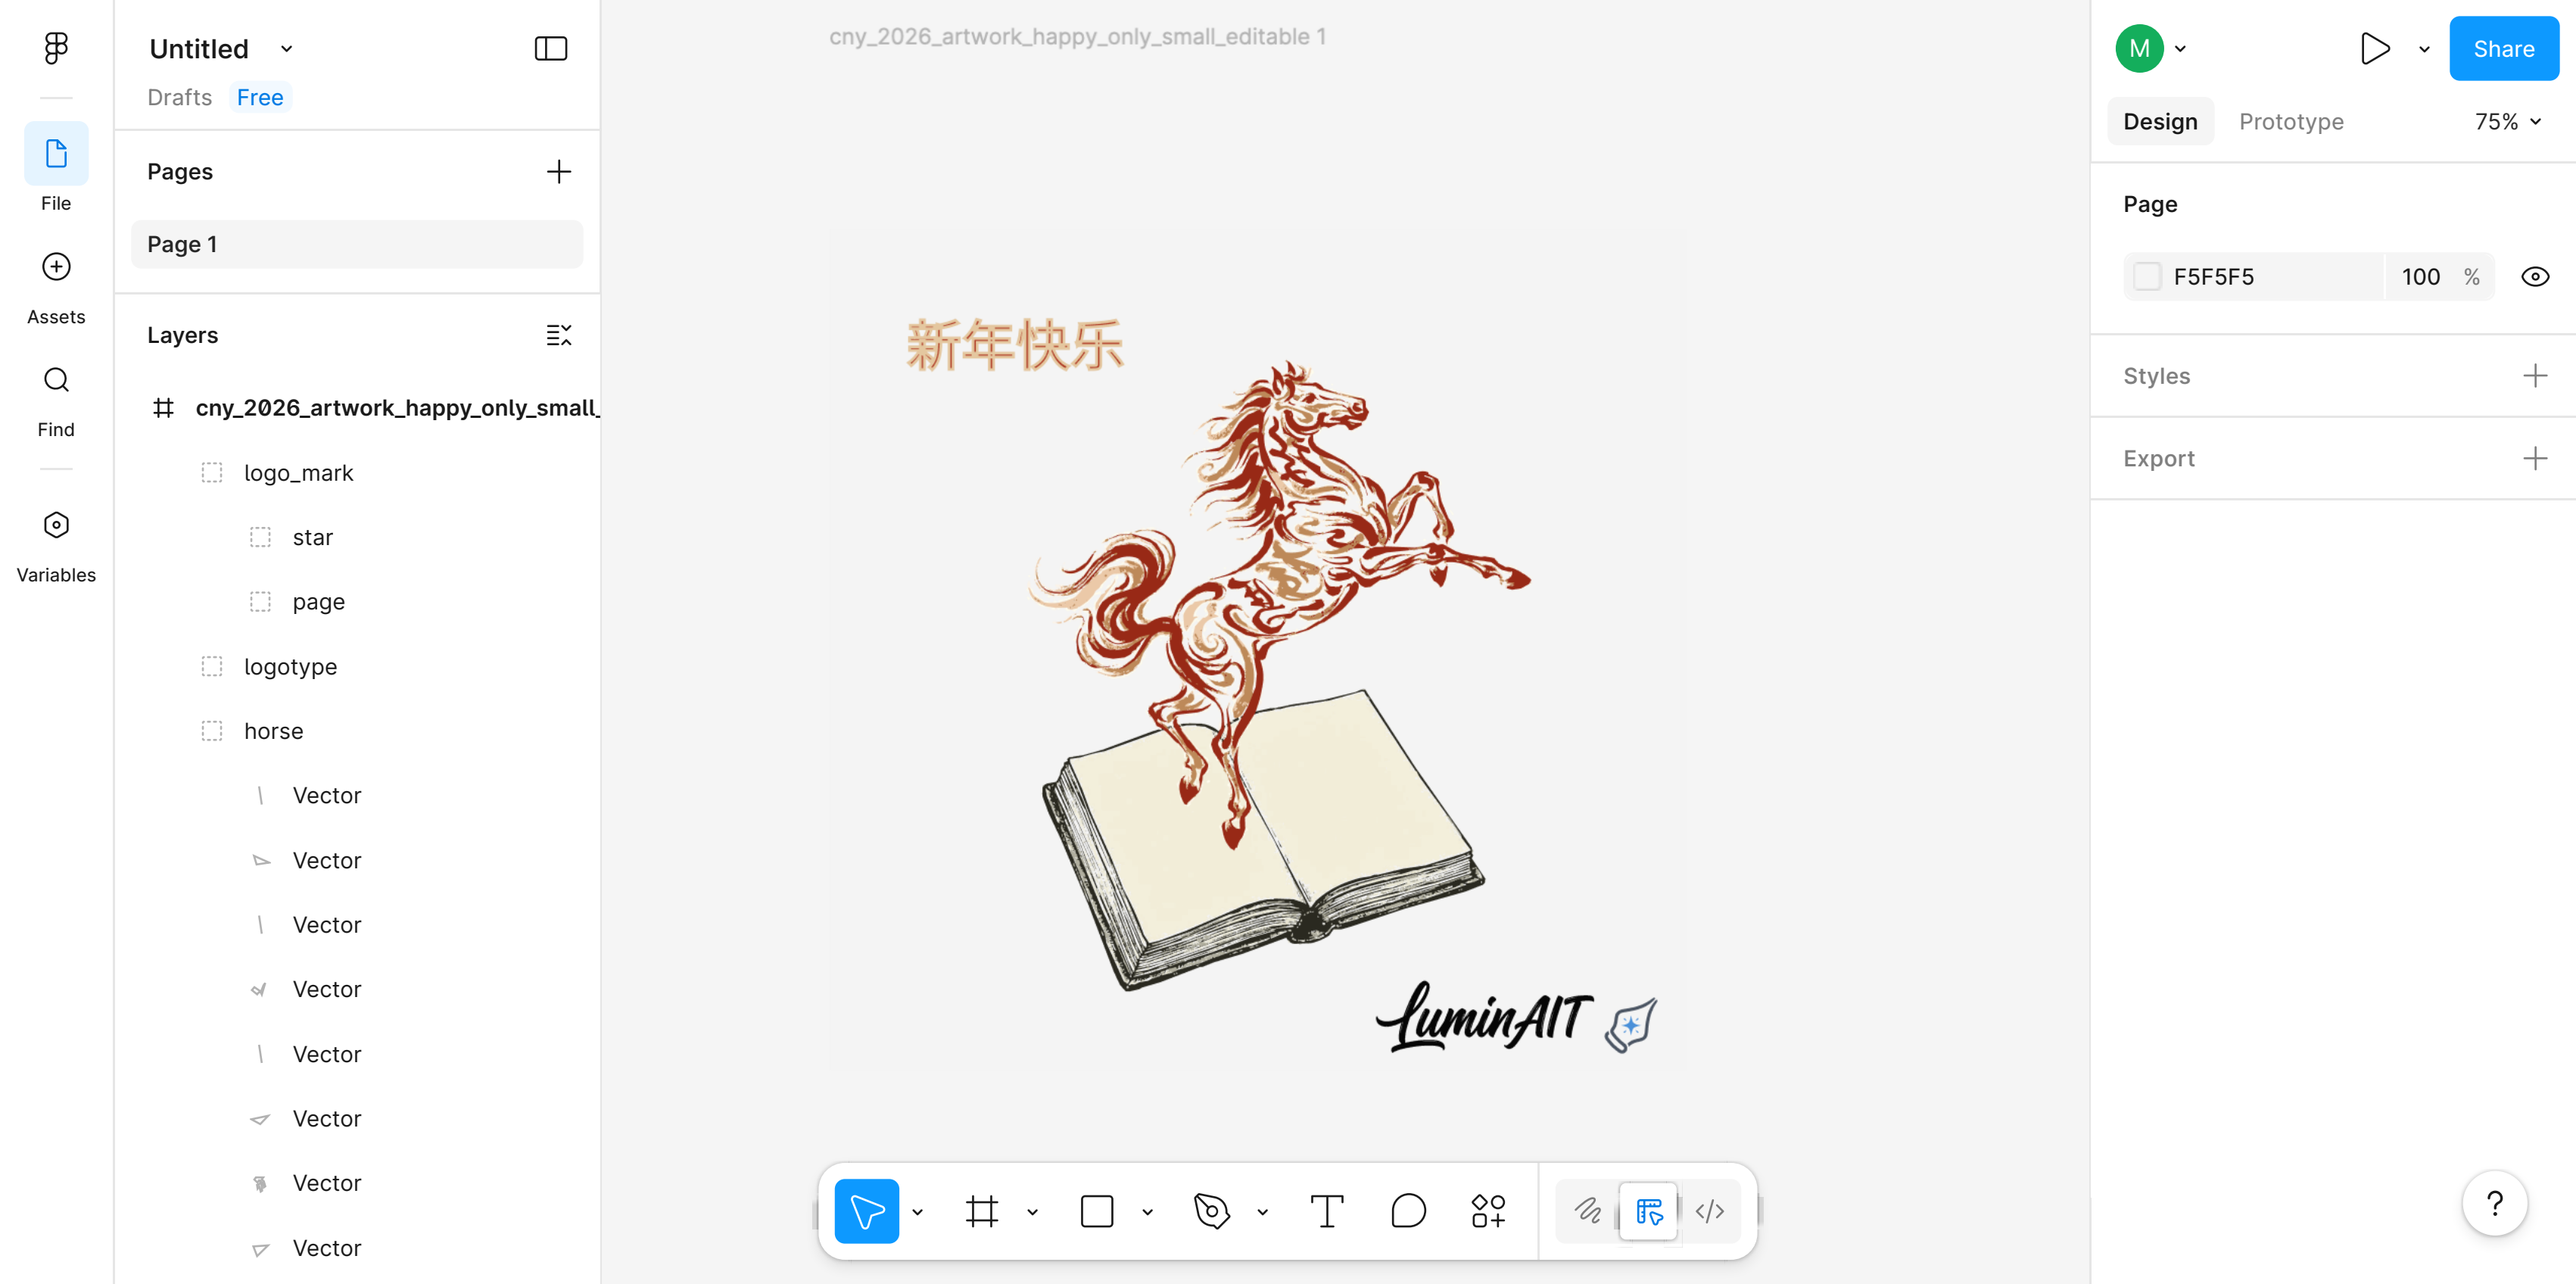 Untitled
Drafts Free
File
Assets
Find
Variables
Pages
Page 1
Layers
cny_2026_artwork_happy_only_small_
logo_mark
star
page
logotype
horse
Vector
Vector
Vector
Vector
Vector
Vector
Vector
Vector
cny_2026_artwork_happy_only_small_editable 1
新年快乐
LuminAIT
M
Share
Design Prototype 75%
Page
F5F5F5 100 %
Styles
Export
?